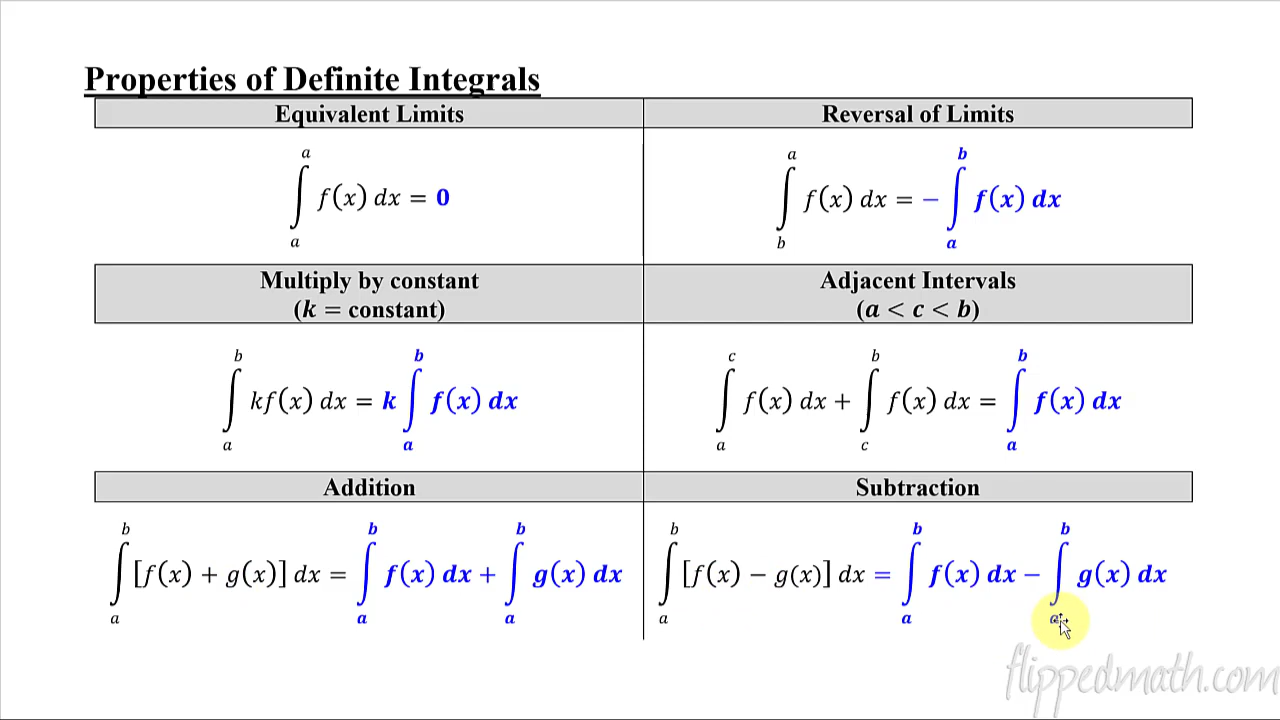 Properties of Definite Integrals
Equivalent Limits
Reversal of Limits
∫ₐᵃ f(x) dx = 0
∫_b^a f(x) dx = − ∫_a^b f(x) dx
Multiply by constant
(k = constant)
Adjacent Intervals
(a < c < b)
∫_a^b kf(x) dx = k ∫_a^b f(x) dx
∫_a^c f(x) dx + ∫_c^b f(x) dx = ∫_a^b f(x) dx
Addition
Subtraction
∫_a^b [f(x) + g(x)] dx = ∫_a^b f(x) dx + ∫_a^b g(x) dx
∫_a^b [f(x) − g(x)] dx = ∫_a^b f(x) dx − ∫_a^b g(x) dx
flippedmath.com